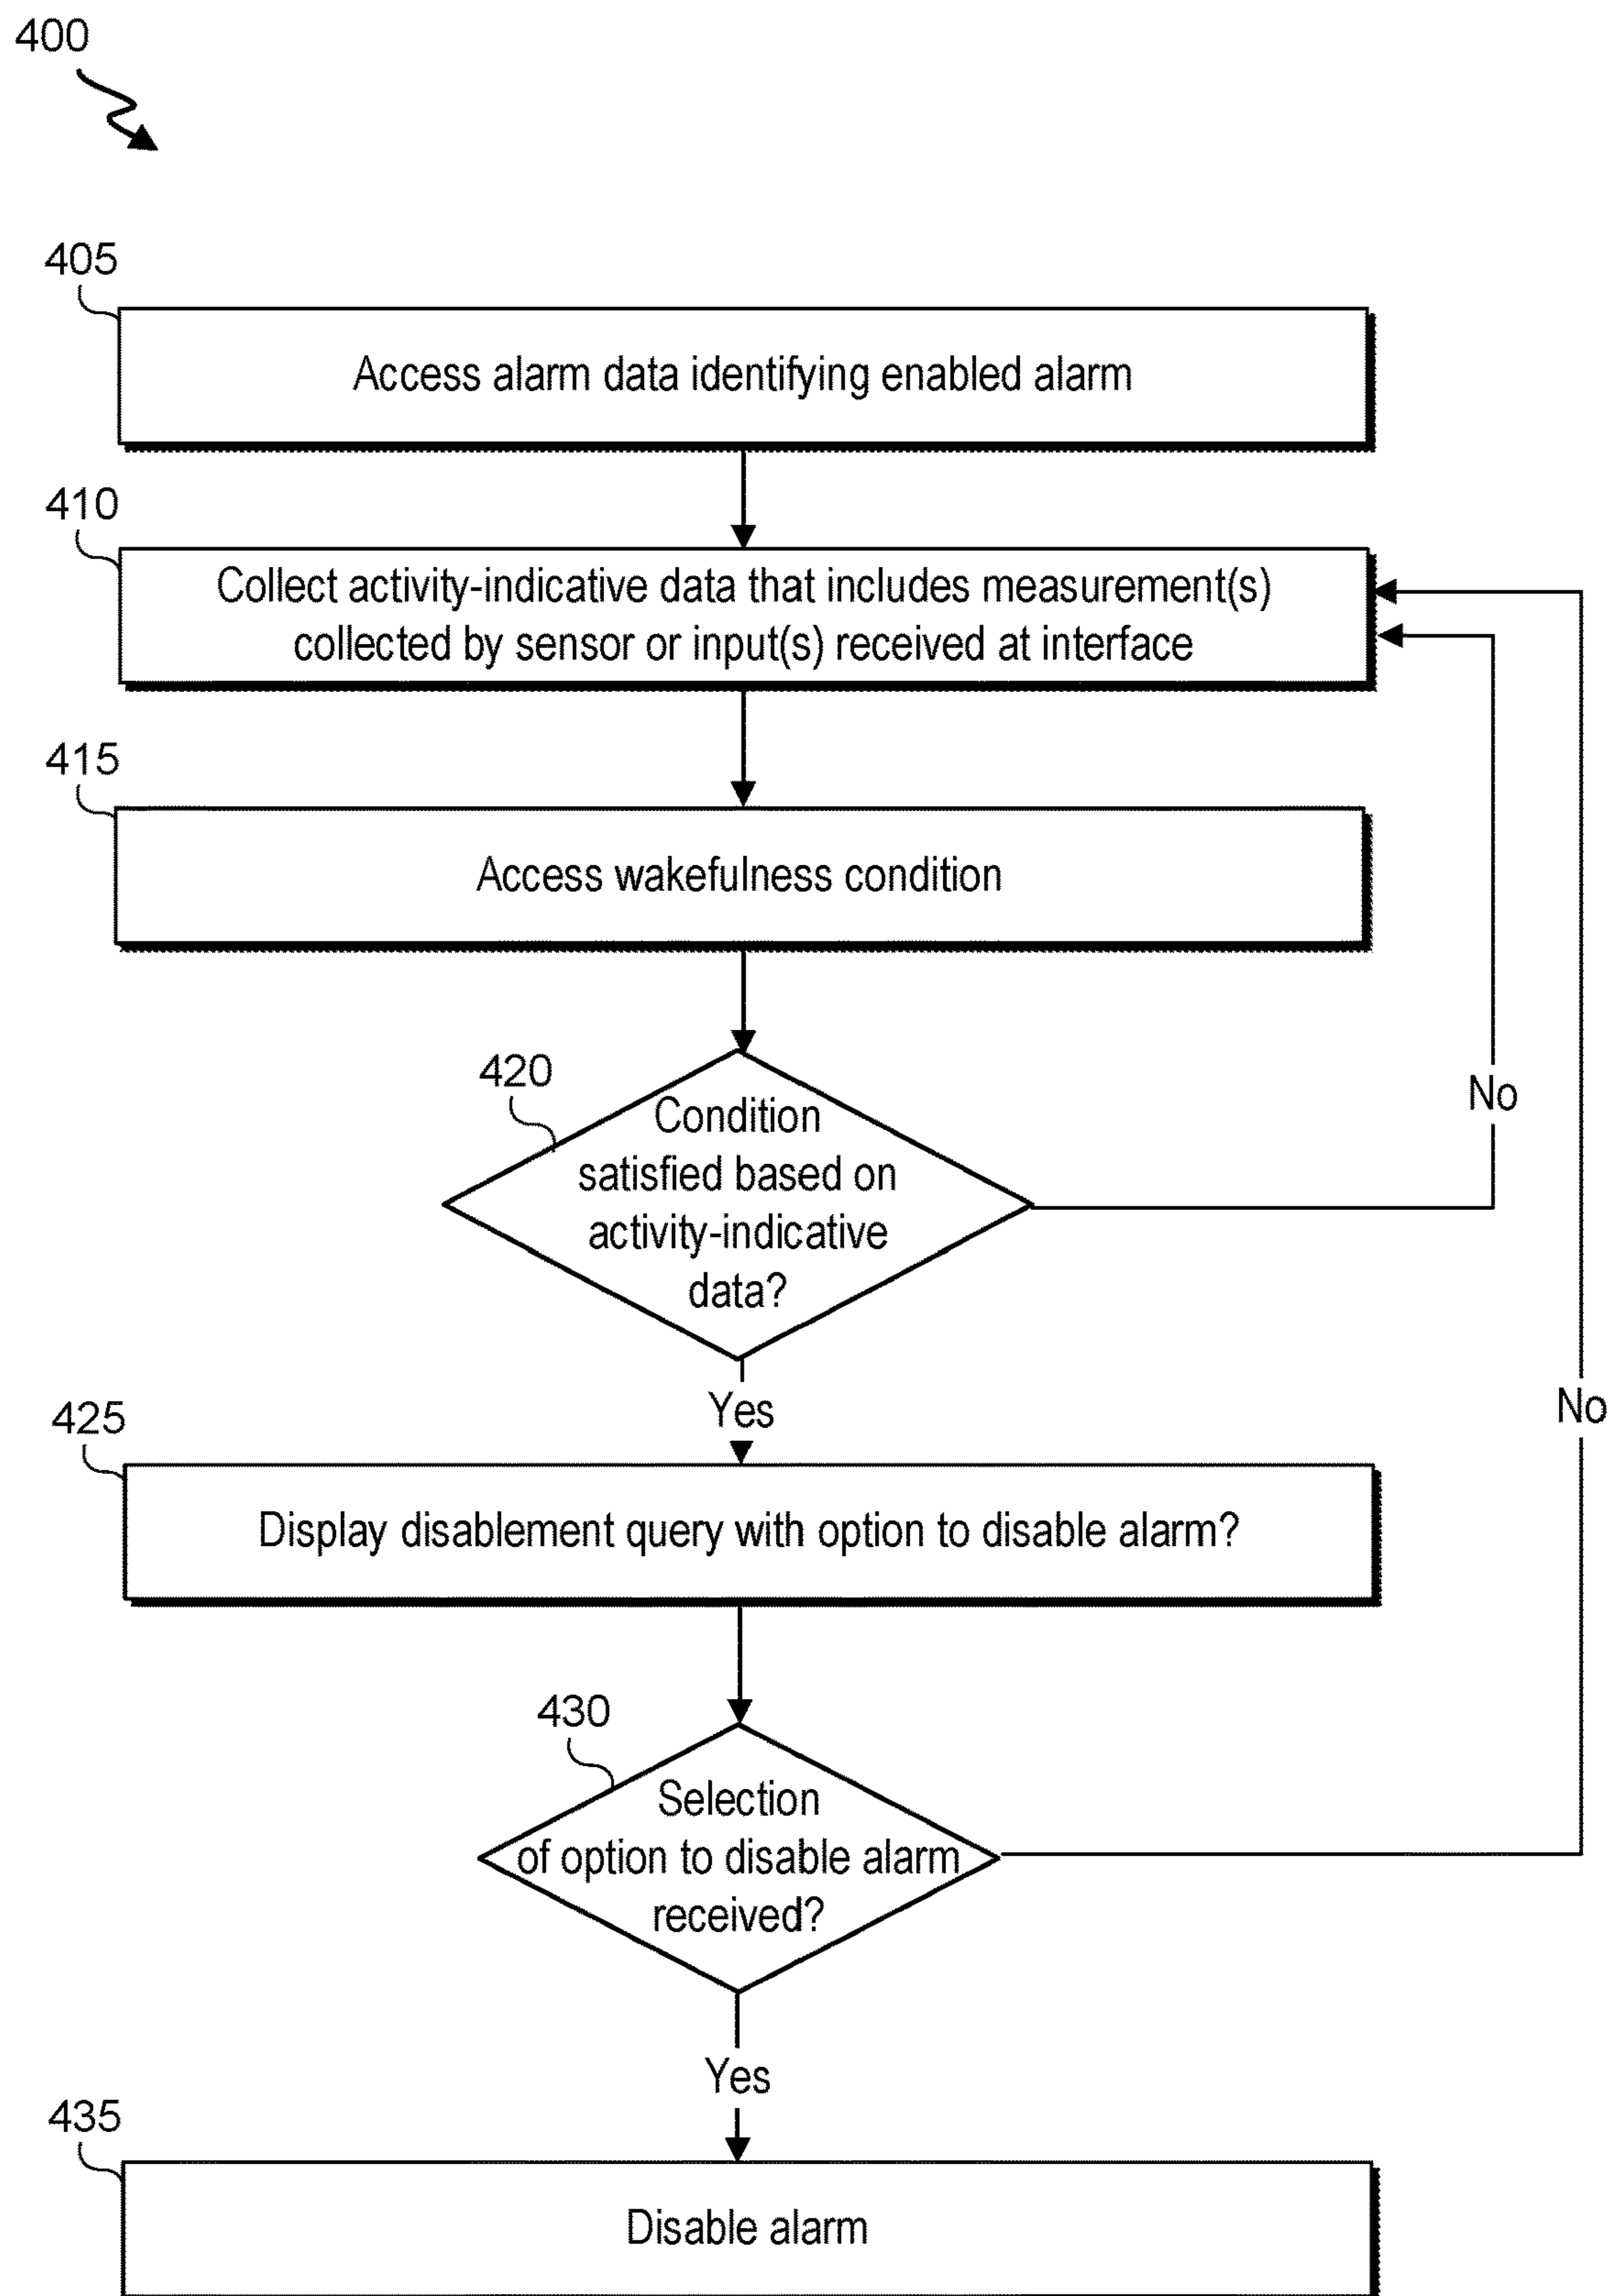 400
405
Access alarm data identifying enabled alarm
410
Collect activity-indicative data that includes measurement(s)
collected by sensor or input(s) received at interface
415
Access wakefulness condition
420
Condition
satisfied based on
activity-indicative
data?
No
Yes
No
425
Display disablement query with option to disable alarm?
430
Selection
of option to disable alarm
received?
Yes
435
Disable alarm